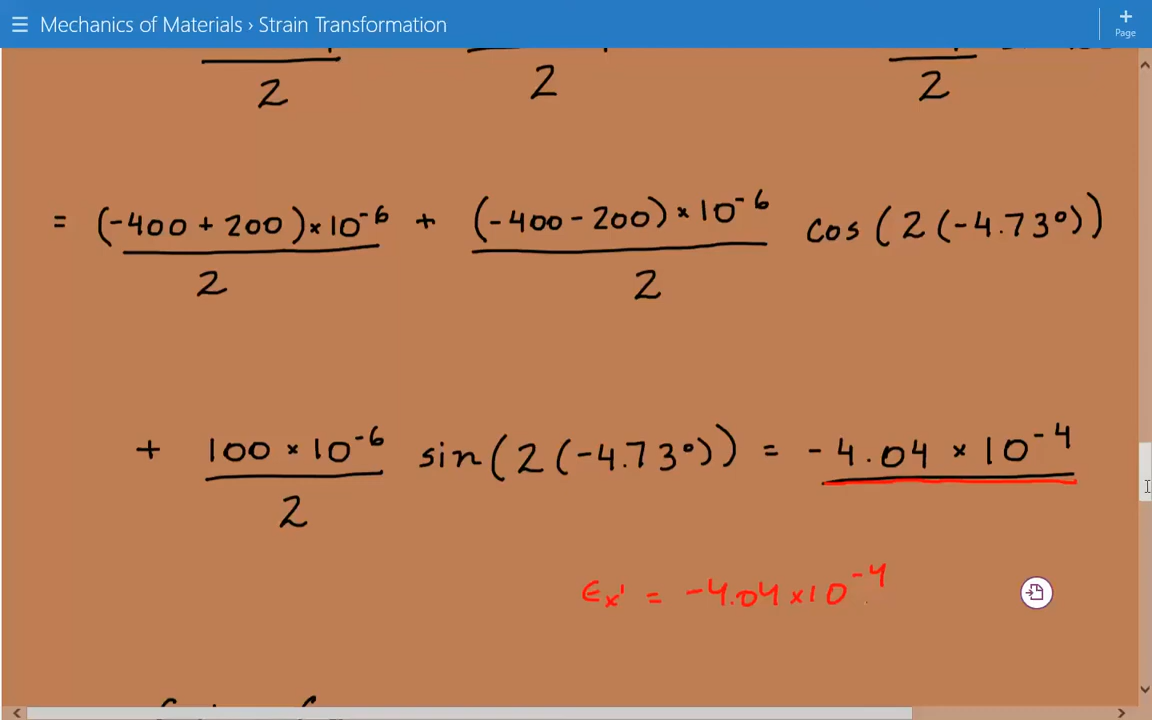 Mechanics of Materials › Strain Transformation
Page
2 2 2
= (-400 + 200) × 10^-6 / 2 + (-400 - 200) × 10^-6 / 2 cos(2(-4.73°))
+ 100 × 10^-6 / 2 sin(2(-4.73°)) = -4.04 × 10^-4
ϵx' = -4.04 × 10^-4